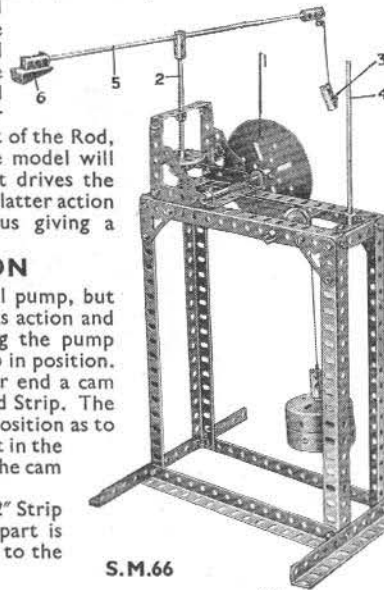 3
1
2
4
5
6
t of the Rod,
e model will
t drives the
latter action
us giving a
ON
l pump, but
s action and
g the pump
p in position.
r end a cam
d Strip. The
position as to
t in the
he cam
2″ Strip
part is
to the
S.M.66